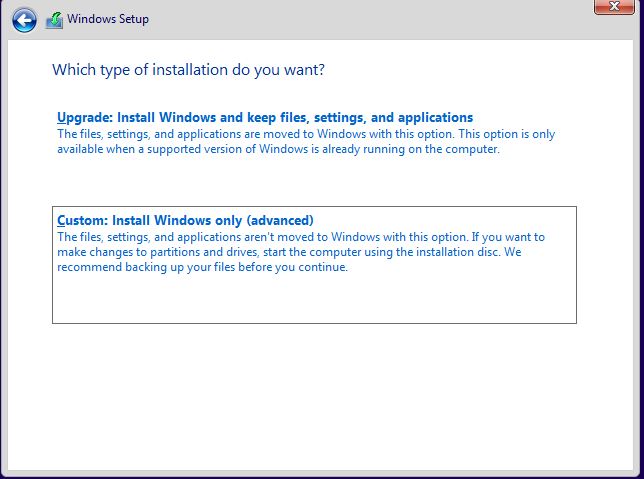 Windows Setup
Which type of installation do you want?
Upgrade: Install Windows and keep files, settings, and applications
The files, settings, and applications are moved to Windows with this option. This option is only
available when a supported version of Windows is already running on the computer.
Custom: Install Windows only (advanced)
The files, settings, and applications aren't moved to Windows with this option. If you want to
make changes to partitions and drives, start the computer using the installation disc. We
recommend backing up your files before you continue.